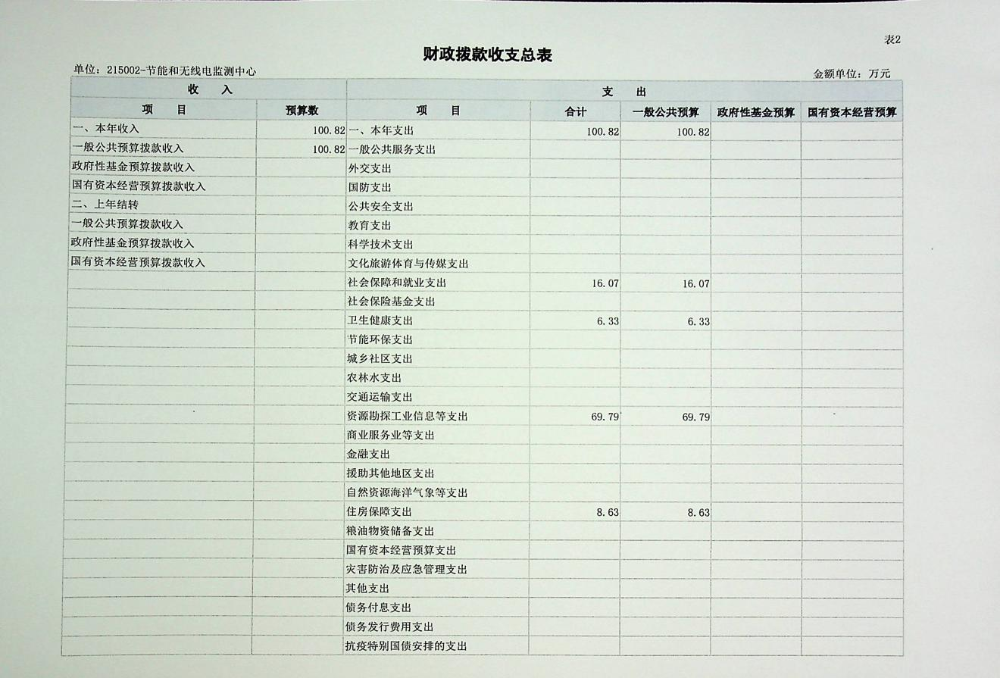 表2
财政拨款收支总表
单位：215002-节能和无线电监测中心 金额单位：万元
收 入 支 出
项 目 预算数 项 目 合计 一般公共预算 政府性基金预算 国有资本经营预算
一、本年收入 100.82 一、本年支出 100.82 100.82
一般公共预算拨款收入 100.82 一般公共服务支出
政府性基金预算拨款收入 外交支出
国有资本经营预算拨款收入 国防支出
二、上年结转 公共安全支出
一般公共预算拨款收入 教育支出
政府性基金预算拨款收入 科学技术支出
国有资本经营预算拨款收入 文化旅游体育与传媒支出
社会保障和就业支出 16.07 16.07
社会保险基金支出
卫生健康支出 6.33 6.33
节能环保支出
城乡社区支出
农林水支出
交通运输支出
资源勘探工业信息等支出 69.79 69.79
商业服务业等支出
金融支出
援助其他地区支出
自然资源海洋气象等支出
住房保障支出 8.63 8.63
粮油物资储备支出
国有资本经营预算支出
灾害防治及应急管理支出
其他支出
债务付息支出
债务发行费用支出
抗疫特别国债安排的支出